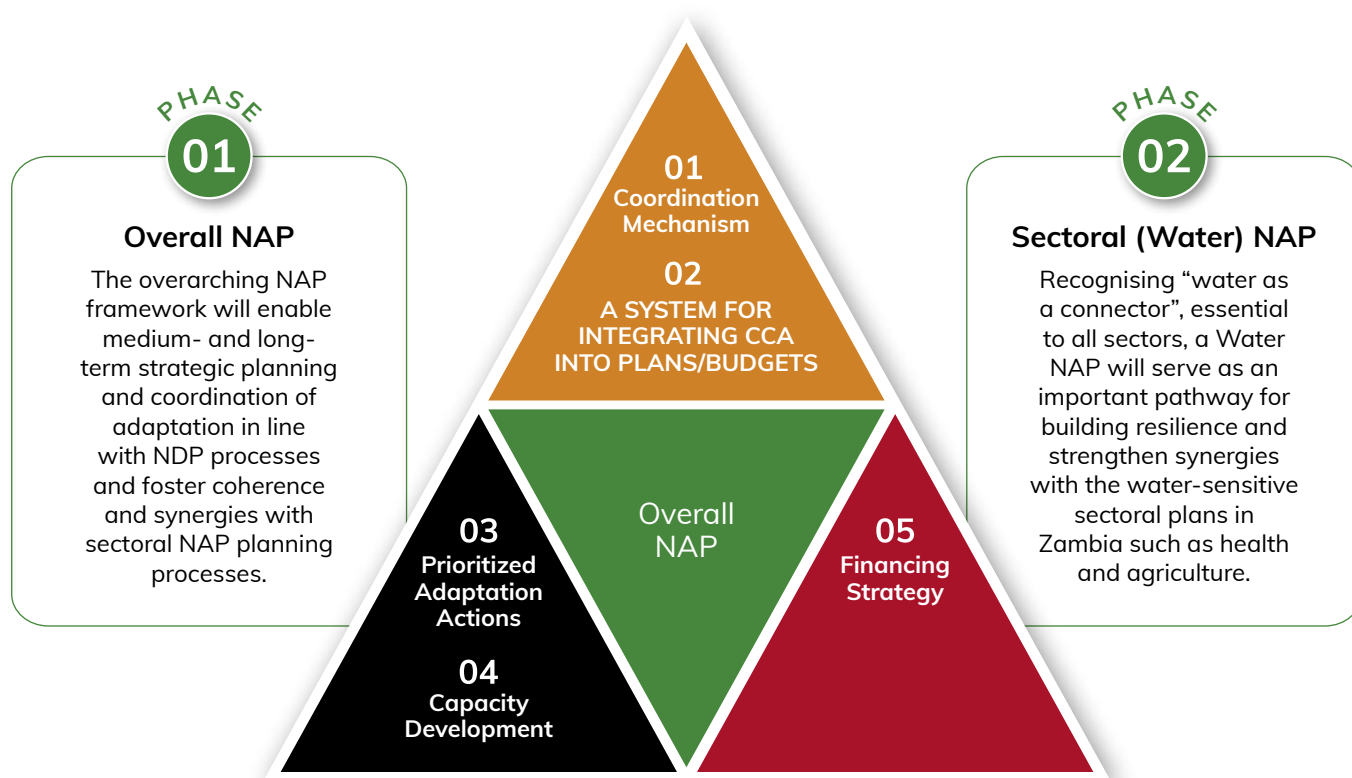 PHASE
01
Overall NAP
The overarching NAP
framework will enable
medium- and long-
term strategic planning
and coordination of
adaptation in line
with NDP processes
and foster coherence
and synergies with
sectoral NAP planning
processes.
01
Coordination
Mechanism
02
A SYSTEM FOR
INTEGRATING CCA
INTO PLANS/BUDGETS
03
Prioritized
Adaptation
Actions
04
Capacity
Development
Overall
NAP
05
Financing
Strategy
PHASE
02
Sectoral (Water) NAP
Recognising “water as
a connector”, essential
to all sectors, a Water
NAP will serve as an
important pathway for
building resilience and
strengthen synergies
with the water-sensitive
sectoral plans in
Zambia such as health
and agriculture.